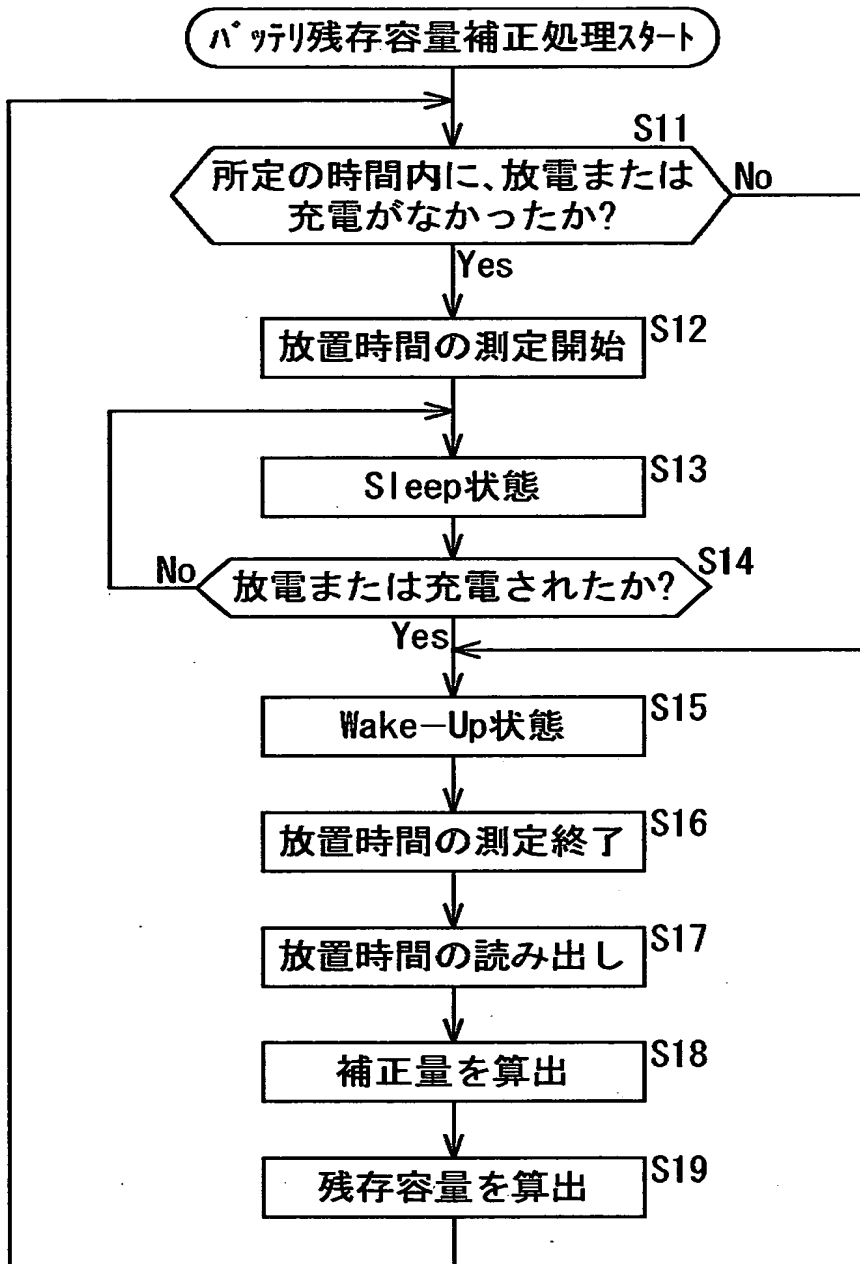 バッテリ残存容量補正処理スタート
S11
所定の時間内に、放電または
充電がなかったか?
No
Yes
放置時間の測定開始
S12
Sleep状態
S13
放電または充電されたか?
S14
No
Yes
Wake-Up状態
S15
放置時間の測定終了
S16
放置時間の読み出し
S17
補正量を算出
S18
残存容量を算出
S19